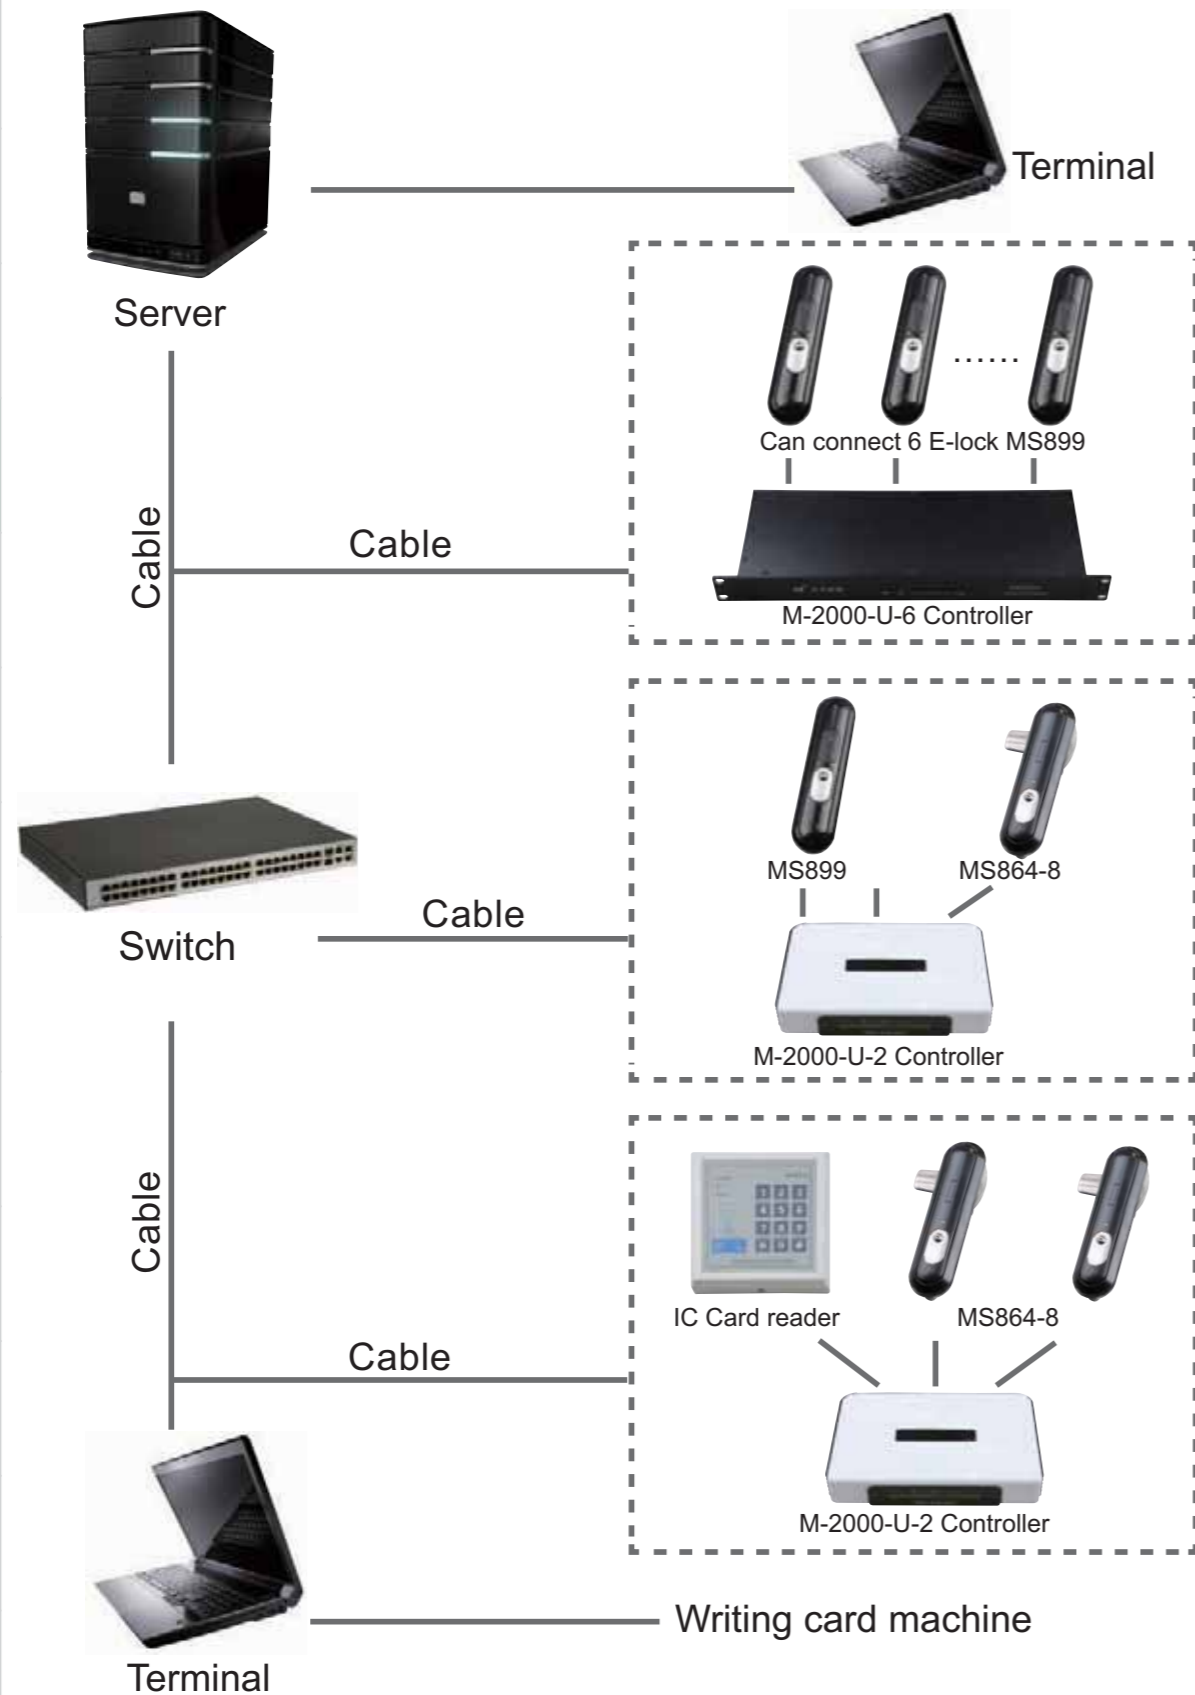 Terminal
Server
......
Can connect 6 E-lock MS899
Cable
Cable
M-2000-U-6 Controller
MS899
MS864-8
Cable
Switch
M-2000-U-2 Controller
Cable
IC Card reader
MS864-8
Cable
M-2000-U-2 Controller
Writing card machine
Terminal